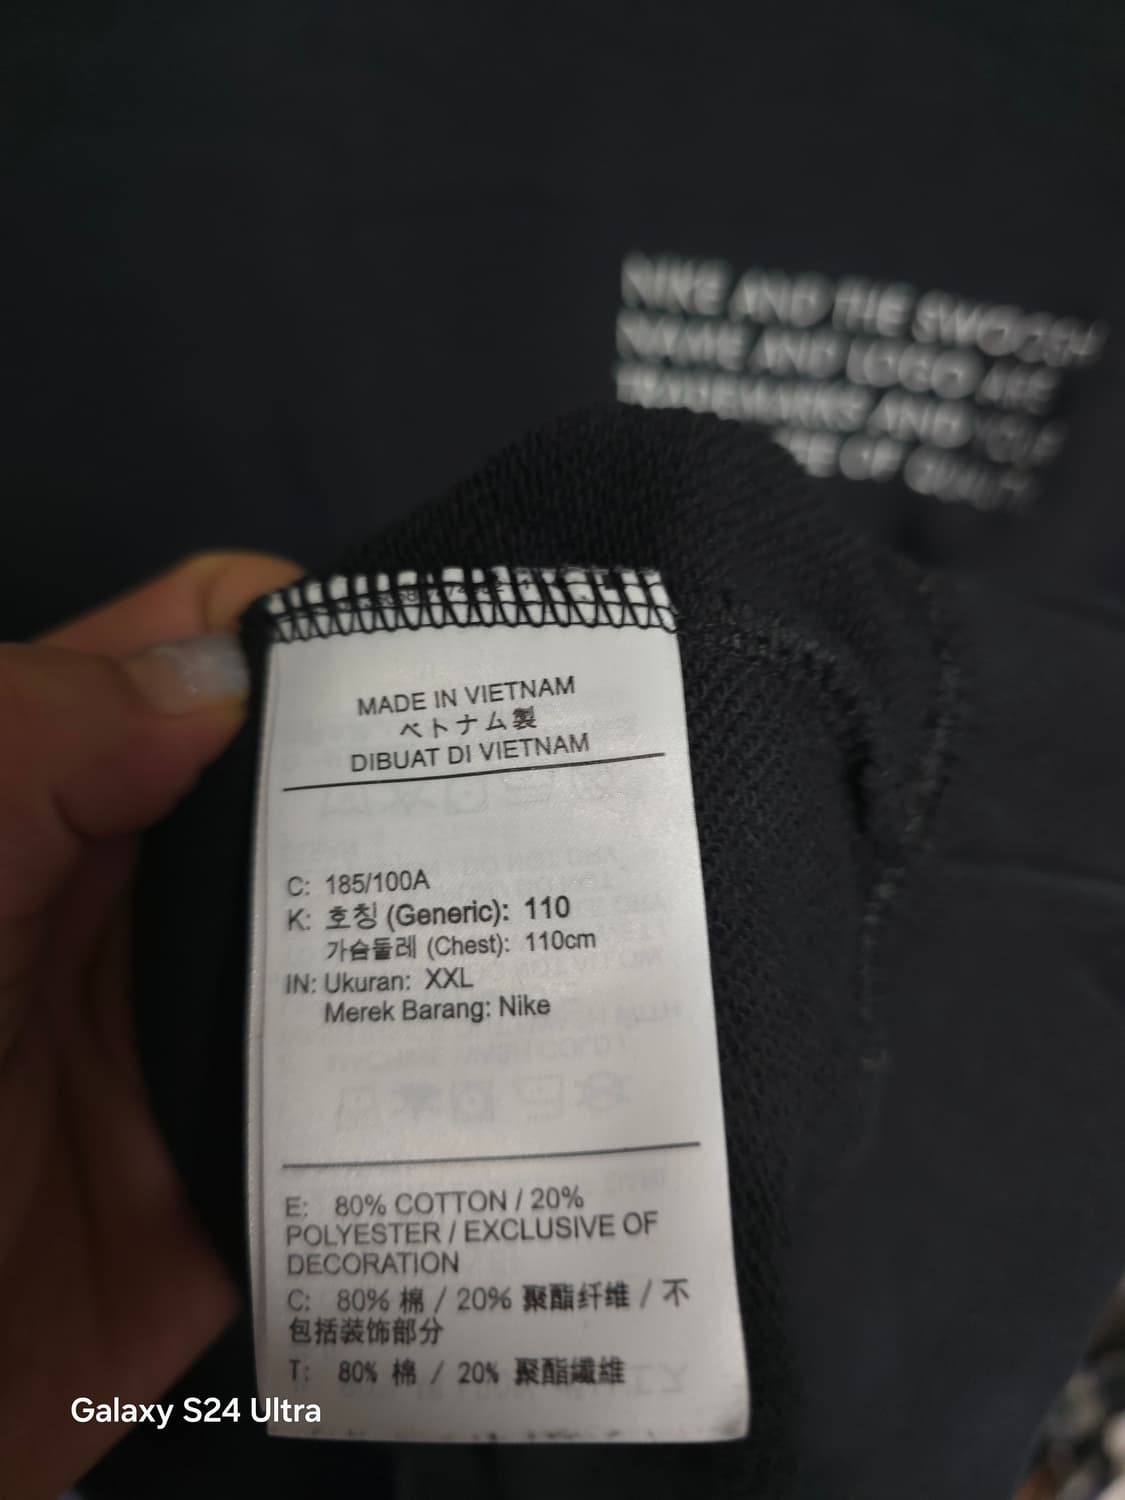 NIKE AND THE SWOOSH
NAME AND LOGO ARE
TRADEMARKS AND YOUR
OF QUALITY
MADE IN VIETNAM
ベトナム製
DIBUAT DI VIETNAM
C: 185/100A
K: 호칭 (Generic): 110
가슴둘레 (Chest): 110cm
IN: Ukuran: XXL
Merek Barang: Nike
E: 80% COTTON / 20%
POLYESTER / EXCLUSIVE OF
DECORATION
C: 80% 棉 / 20% 聚酯纤维 / 不
包括装饰部分
T: 80% 棉 / 20% 聚酯纖維
Galaxy S24 Ultra